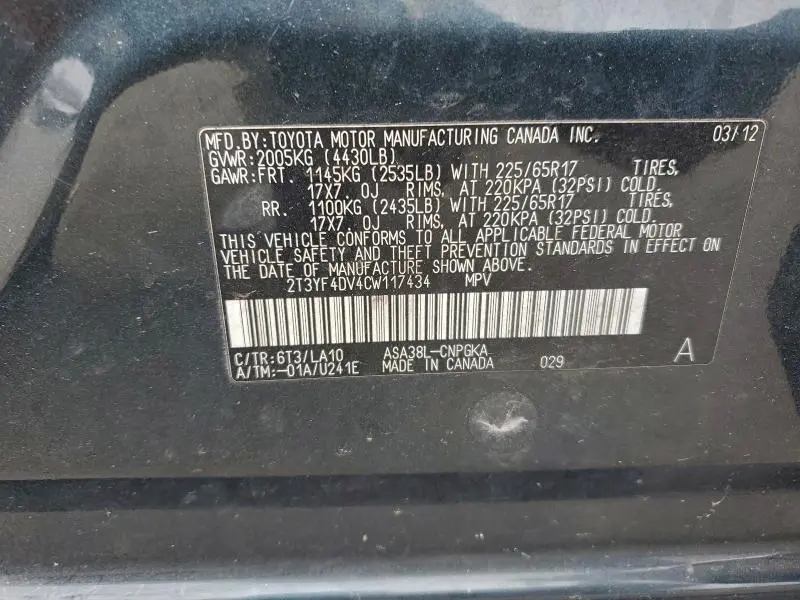 MFD.BY:TOYOTA MOTOR MANUFACTURING CANADA INC. 03/12
GVWR:2005KG (4430LB)
GAWR:FRT. 1145KG (2535LB) WITH 225/65R17 TIRES,
17X7 0J RIMS, AT 220KPA (32PSI) COLD.
RR. 1100KG (2435LB) WITH 225/65R17 TIRES,
17X7 0J RIMS, AT 220KPA (32PSI) COLD.
THIS VEHICLE CONFORMS TO ALL APPLICABLE FEDERAL MOTOR
VEHICLE SAFETY AND THEFT PREVENTION STANDARDS IN EFFECT ON
THE DATE OF MANUFACTURE SHOWN ABOVE.
2T3YF4DV4CW117434 MPV
C/TR:6T3/LA10 ASA38L-CNPGKA A
A/TM:-01A/U241E MADE IN CANADA 029